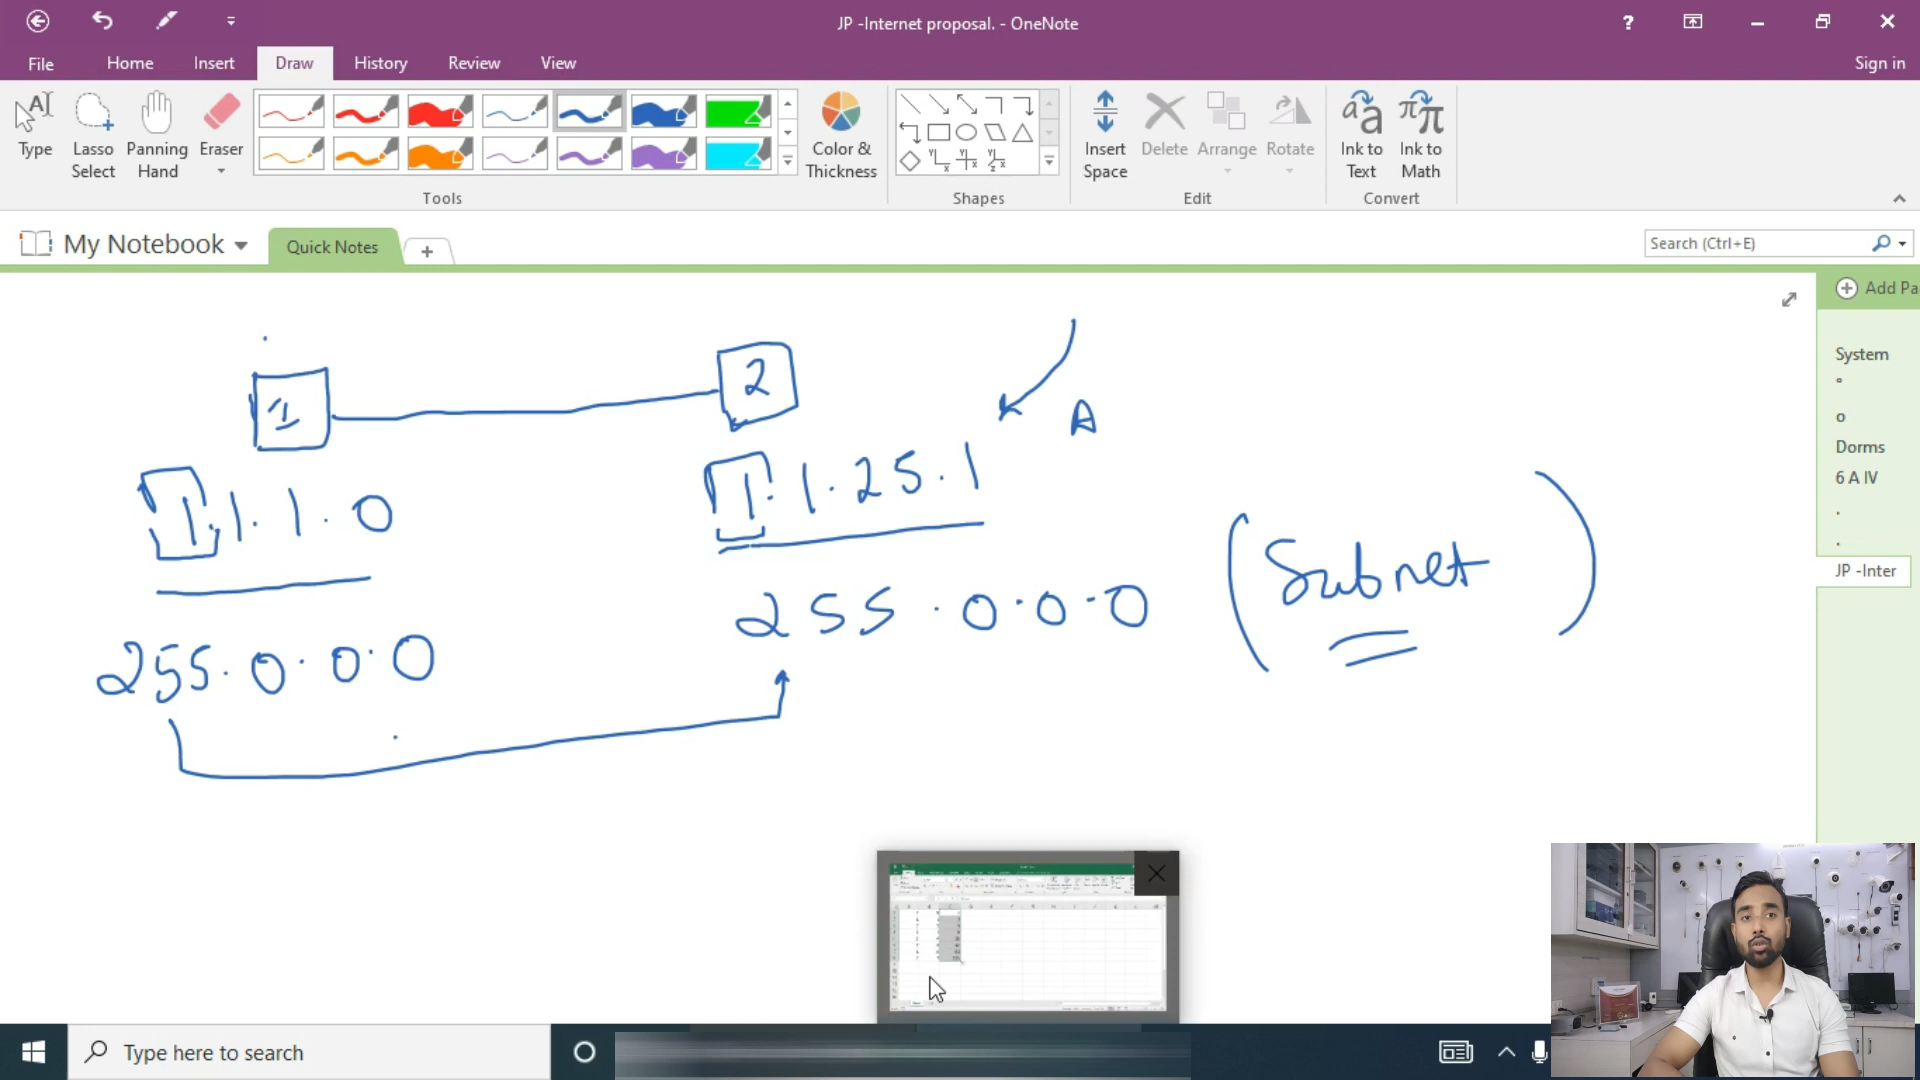 JP -Internet proposal. - OneNote
File
Home
Insert
Draw
History
Review
View
Sign in
Type
Lasso
Select
Panning
Hand
Eraser
Color &
Thickness
Insert
Space
Delete
Arrange
Rotate
Ink to
Text
Ink to
Math
Tools
Shapes
Edit
Convert
My Notebook
Quick Notes
Search (Ctrl+E)
Add Pa
System
Dorms
6 A IV
JP -Inter
1
2
A
1.1.1.0
1.1.25.1
255.0.0.0
255.0.0.0
(Subnet)
Type here to search